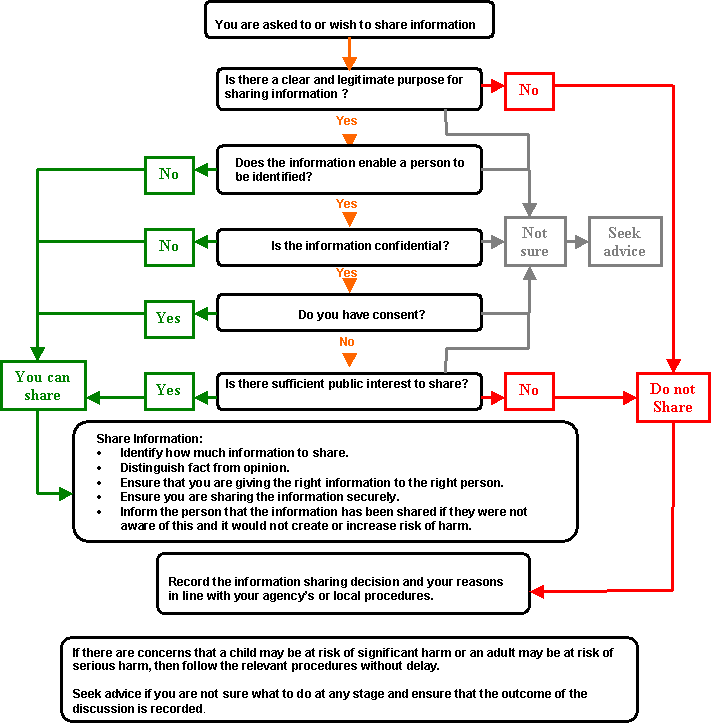 You are asked to or wish to share information
Is there a clear and legitimate purpose for
sharing information ?
No
Yes
Does the information enable a person to
be identified?
No
Yes
Is the information confidential?
No
Not
sure
Seek
advice
Yes
Do you have consent?
Yes
No
Is there sufficient public interest to share?
Yes
No
You can
share
Do not
Share
Share Information:
• Identify how much information to share.
• Distinguish fact from opinion.
• Ensure that you are giving the right information to the right person.
• Ensure you are sharing the information securely.
• Inform the person that the information has been shared if they were not
aware of this and it would not create or increase risk of harm.
Record the information sharing decision and your reasons
in line with your agency's or local procedures.
If there are concerns that a child may be at risk of significant harm or an adult may be at risk of
serious harm, then follow the relevant procedures without delay.
Seek advice if you are not sure what to do at any stage and ensure that the outcome of the
discussion is recorded.